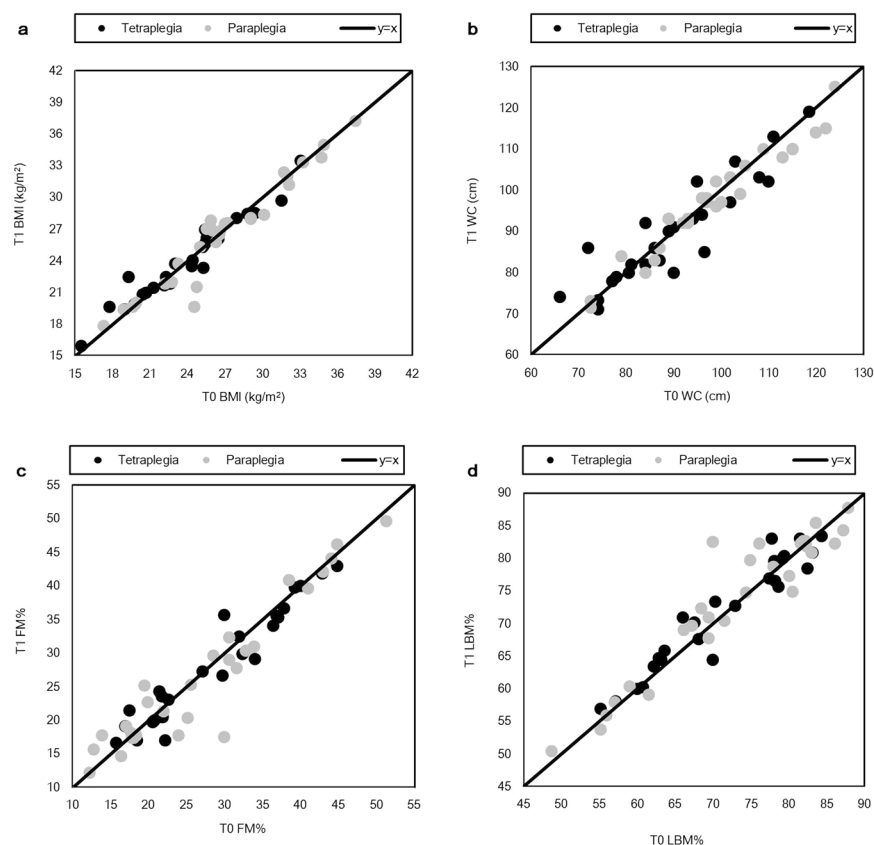 a
Tetraplegia Paraplegia y=x
T1 BMI (kg/m²)
42
39
36
33
30
27
24
21
18
15
15 18 21 24 27 30 33 36 39 42
T0 BMI (kg/m²)
b
Tetraplegia Paraplegia y=x
T1 WC (cm)
130
120
110
100
90
80
70
60
60 70 80 90 100 110 120 130
T0 WC (cm)
c
Tetraplegia Paraplegia y=x
T1 FM%
55
50
45
40
35
30
25
20
15
10
10 15 20 25 30 35 40 45 50 55
T0 FM%
d
Tetraplegia Paraplegia y=x
T1 LBM%
90
85
80
75
70
65
60
55
50
45
45 50 55 60 65 70 75 80 85 90
T0 LBM%